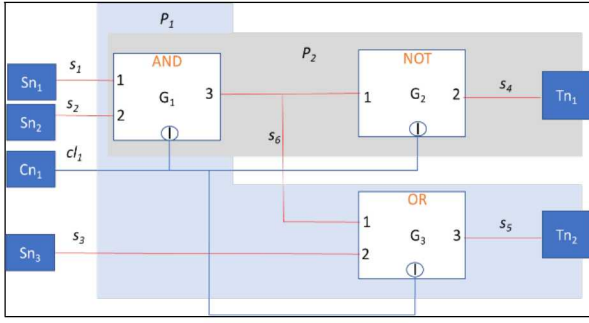 P1
P2
AND
NOT
Sn1
s1
1
2
G1
3
1
G2
2
s4
Tn1
Sn2
s2
I
I
s6
Cn1
cl1
OR
Sn3
s3
1
2
G3
3
s5
Tn2
I